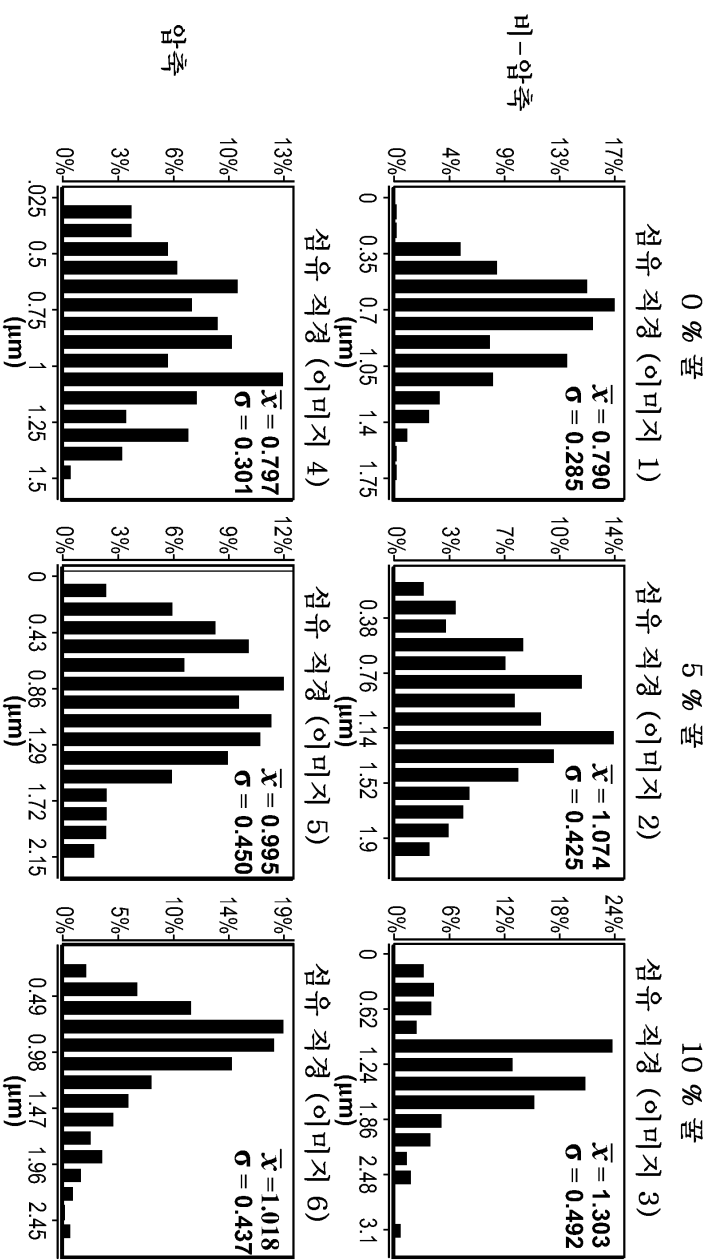 0 % 꿀
5 % 꿀
10 % 꿀
비-압축
섬유 직경 (이미지 1)
17%
13%
9%
4%
0%
x̅ = 0.790
σ = 0.285
0 0.35 0.7 1.05 1.4 1.75
(μm)
섬유 직경 (이미지 2)
14%
10%
7%
3%
0%
x̅ = 1.074
σ = 0.425
0.38 0.76 1.14 1.52 1.9
(μm)
섬유 직경 (이미지 3)
24%
18%
12%
6%
0%
x̅ = 1.303
σ = 0.492
0 0.62 1.24 1.86 2.48 3.1
압축
섬유 직경 (이미지 4)
13%
10%
6%
3%
0%
x̅ = 0.797
σ = 0.301
.025 0.5 0.75 1 1.25 1.5
(μm)
섬유 직경 (이미지 5)
12%
9%
6%
3%
0%
x̅ = 0.995
σ = 0.450
0 0.43 0.86 1.29 1.72 2.15
(μm)
섬유 직경 (이미지 6)
19%
14%
10%
5%
0%
x̅ =1.018
σ = 0.437
0.49 0.98 1.47 1.96 2.45
(μm)